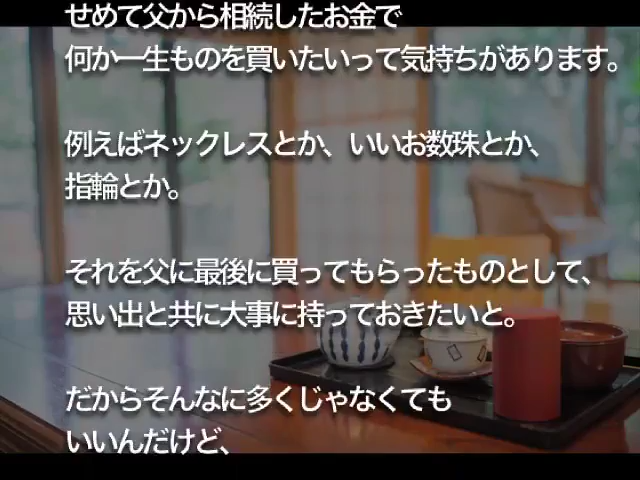 せめて父から相続したお金で
何か一生ものを買いたいって気持ちがあります。
例えばネックレスとか、いいお数珠とか、
指輪とか。
それを父に最後に買ってもらったものとして、
思い出と共に大事に持っておきたいと。
だからそんなに多くじゃなくても
いいんだけど、